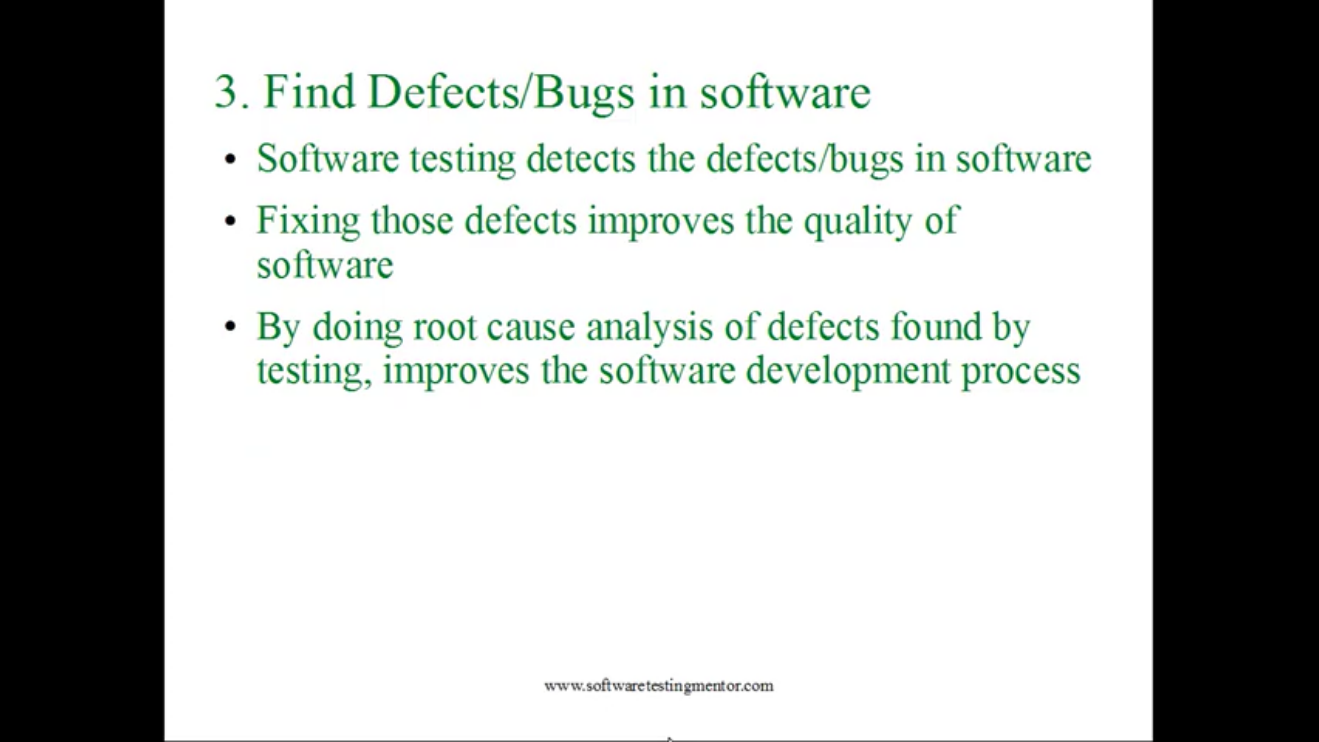 3. Find Defects/Bugs in software
• Software testing detects the defects/bugs in software
• Fixing those defects improves the quality of
software
• By doing root cause analysis of defects found by
testing, improves the software development process
www.softwaretestingmentor.com